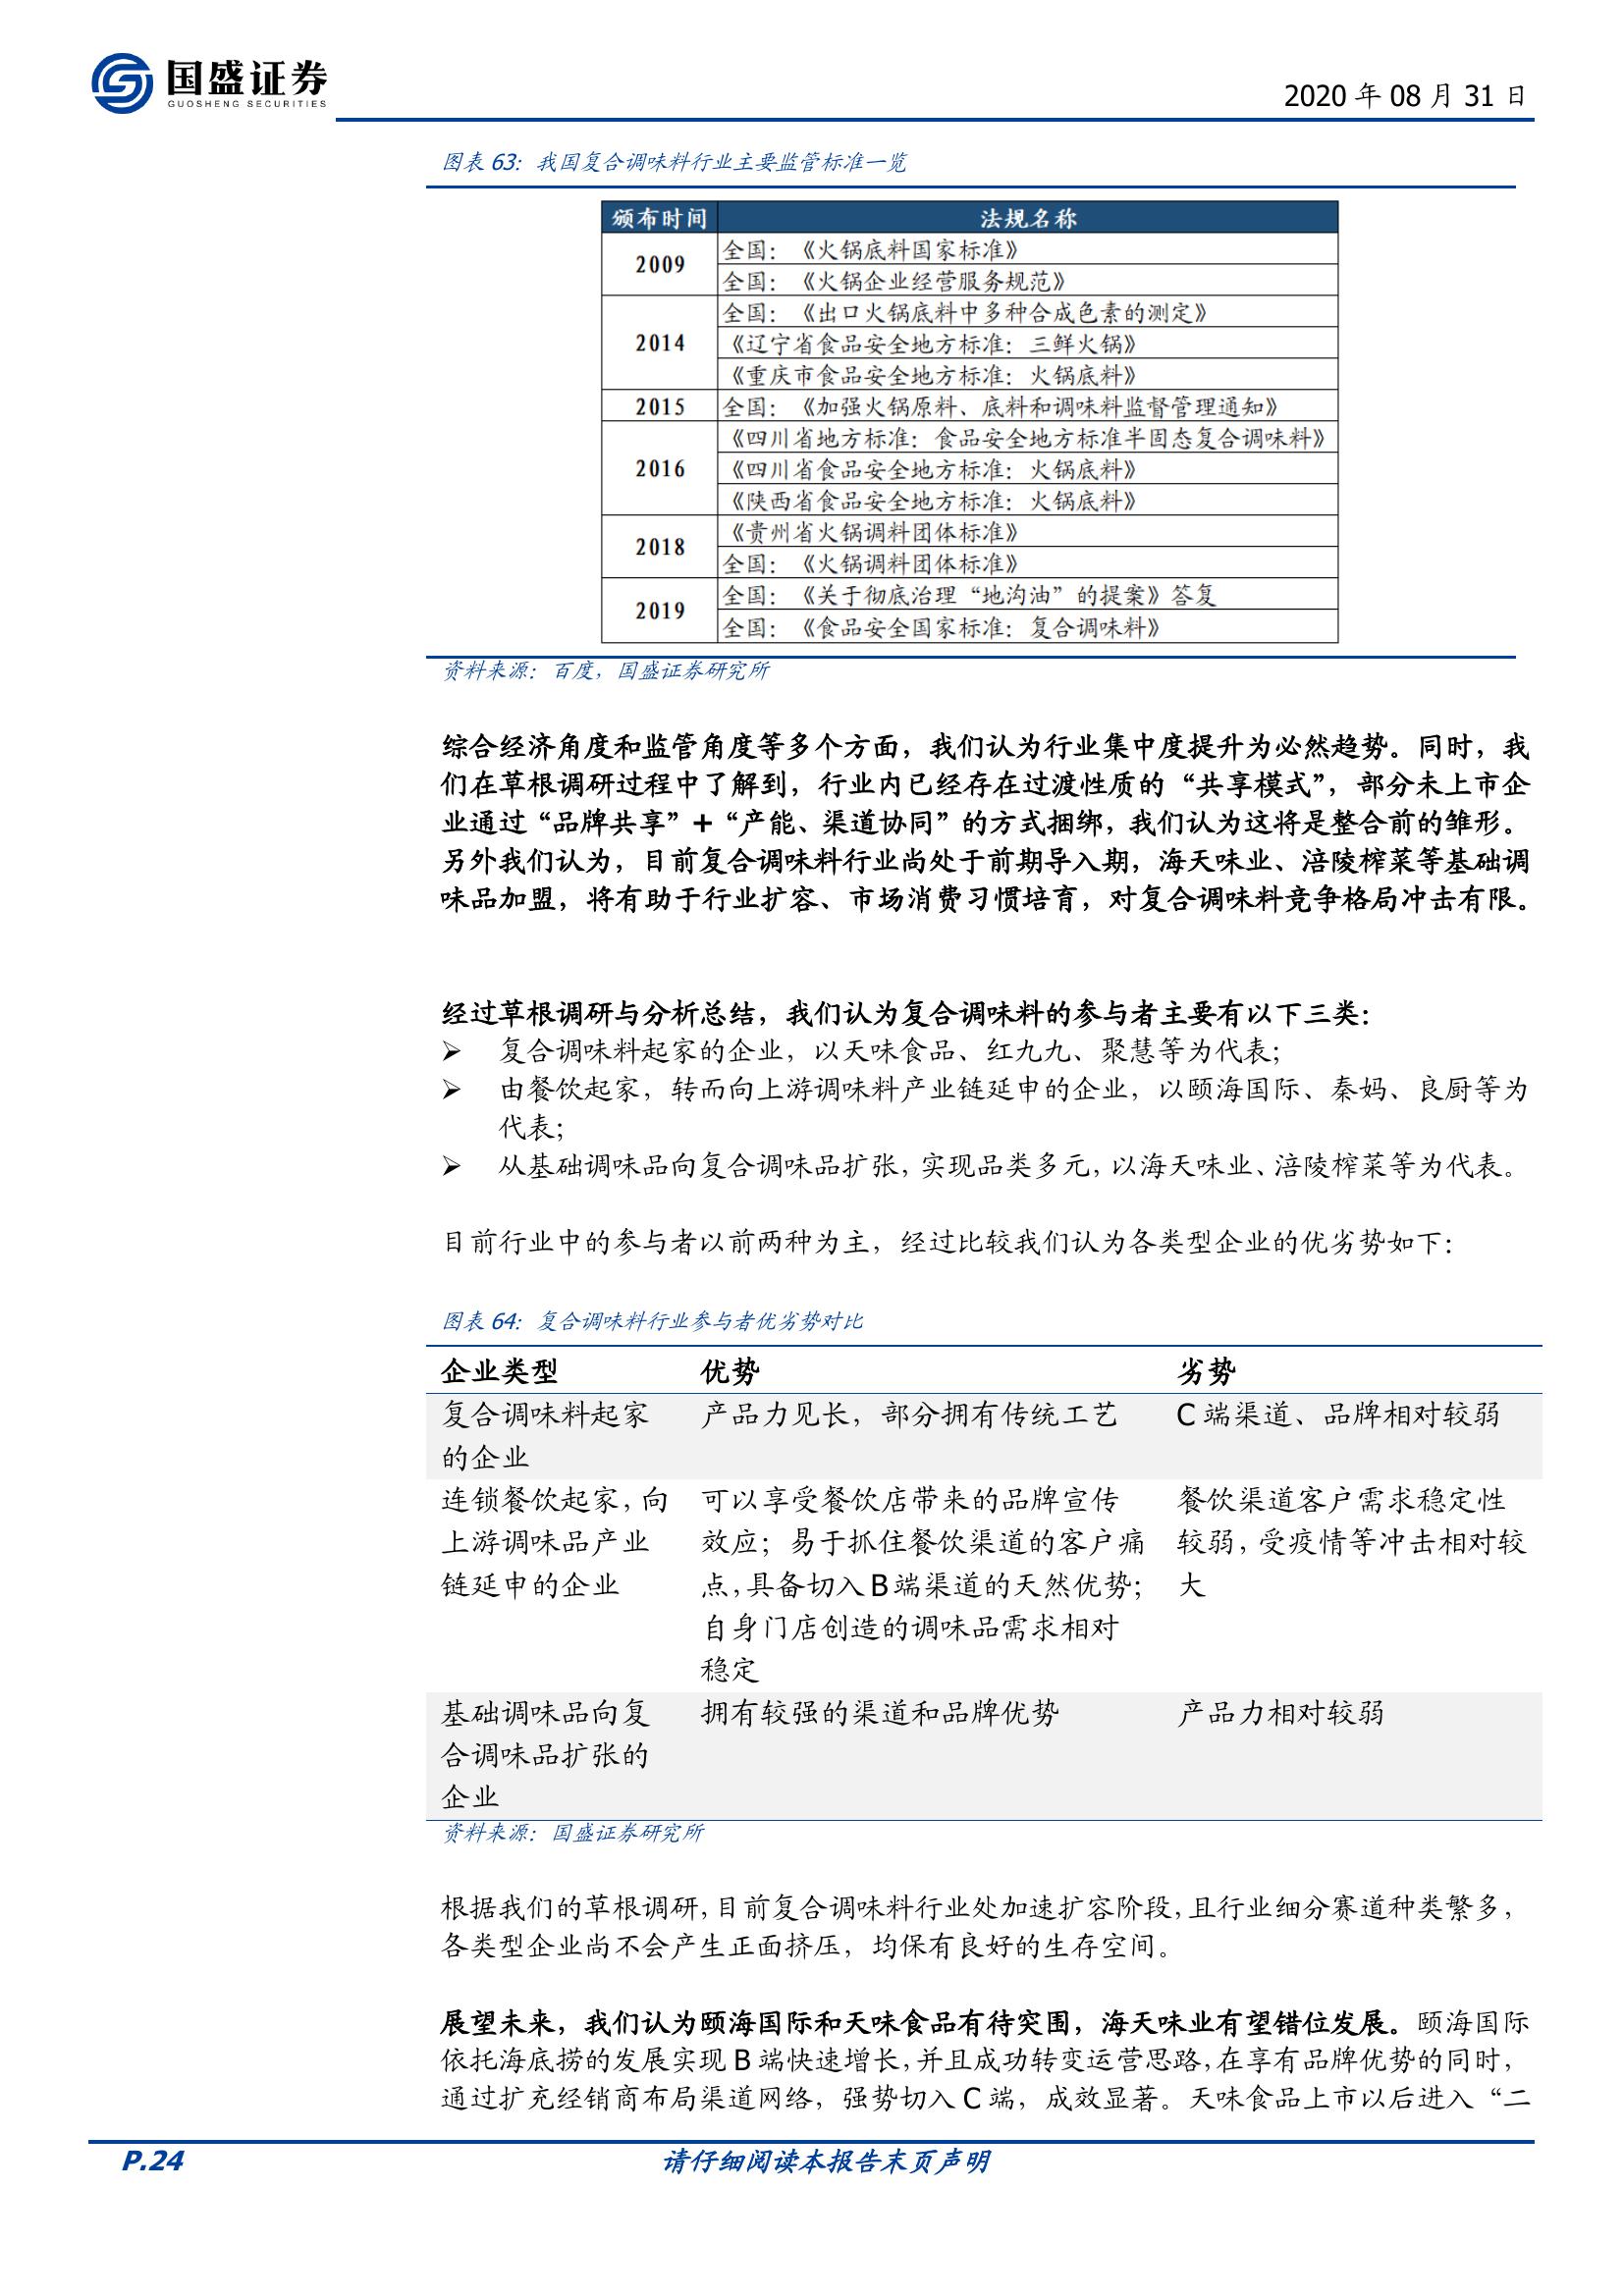 国盛证券
GUOSHENG SECURITIES
2020 年 08 月 31 日
图表 63：我国复合调味料行业主要监管标准一览
颁布时间 法规名称
2009
全国：《火锅底料国家标准》
全国：《火锅企业经营服务规范》
2014
全国：《出口火锅底料中多种合成色素的测定》
《辽宁省食品安全地方标准：三鲜火锅》
《重庆市食品安全地方标准：火锅底料》
2015 全国：《加强火锅原料、底料和调味料监督管理通知》
2016
《四川省地方标准：食品安全地方标准半固态复合调味料》
《四川省食品安全地方标准：火锅底料》
《陕西省食品安全地方标准：火锅底料》
2018
《贵州省火锅调料团体标准》
全国：《火锅调料团体标准》
2019
全国：《关于彻底治理“地沟油”的提案》答复
全国：《食品安全国家标准：复合调味料》
资料来源：百度，国盛证券研究所
综合经济角度和监管角度等多个方面，我们认为行业集中度提升为必然趋势。同时，我
们在草根调研过程中了解到，行业内已经存在过渡性质的“共享模式”，部分未上市企
业通过“品牌共享”+“产能、渠道协同”的方式捆绑，我们认为这将是整合前的雏形。
另外我们认为，目前复合调味料行业尚处于前期导入期，海天味业、涪陵榨菜等基础调
味品加盟，将有助于行业扩容、市场消费习惯培育，对复合调味料竞争格局冲击有限。
经过草根调研与分析总结，我们认为复合调味料的参与者主要有以下三类：
➢ 复合调味料起家的企业，以天味食品、红九九、聚慧等为代表；
➢ 由餐饮起家，转而向上游调味料产业链延申的企业，以颐海国际、秦妈、良厨等为
代表；
➢ 从基础调味品向复合调味品扩张，实现品类多元，以海天味业、涪陵榨菜等为代表。
目前行业中的参与者以前两种为主，经过比较我们认为各类型企业的优劣势如下：
图表 64：复合调味料行业参与者优劣势对比
企业类型 优势 劣势
复合调味料起家 产品力见长，部分拥有传统工艺 C 端渠道、品牌相对较弱
的企业
连锁餐饮起家，向 可以享受餐饮店带来的品牌宣传 餐饮渠道客户需求稳定性
上游调味品产业 效应；易于抓住餐饮渠道的客户痛 较弱，受疫情等冲击相对较
链延申的企业 点，具备切入 B 端渠道的天然优势； 大
自身门店创造的调味品需求相对
稳定
基础调味品向复 拥有较强的渠道和品牌优势 产品力相对较弱
合调味品扩张的
企业
资料来源：国盛证券研究所
根据我们的草根调研，目前复合调味料行业处加速扩容阶段，且行业细分赛道种类繁多，
各类型企业尚不会产生正面挤压，均保有良好的生存空间。
展望未来，我们认为颐海国际和天味食品有待突围，海天味业有望错位发展。颐海国际
依托海底捞的发展实现 B 端快速增长，并且成功转变运营思路，在享有品牌优势的同时，
通过扩充经销商布局渠道网络，强势切入 C 端，成效显著。天味食品上市以后进入“二
P.24 请仔细阅读本报告末页声明